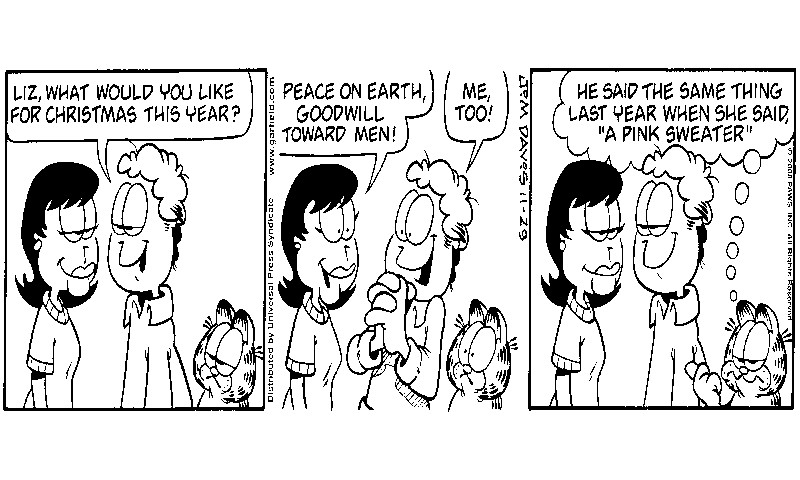 LIZ, WHAT WOULD YOU LIKE
FOR CHRISTMAS THIS YEAR?
www.garfield.com
Distributed by Universal Press Syndicate
PEACE ON EARTH,
GOODWILL
TOWARD MEN!
ME,
TOO!
JPM DAVPS 11-29
HE SAID THE SAME THING
LAST YEAR WHEN SHE SAID,
"A PINK SWEATER"
PAWS, INC. All Rights Reserved